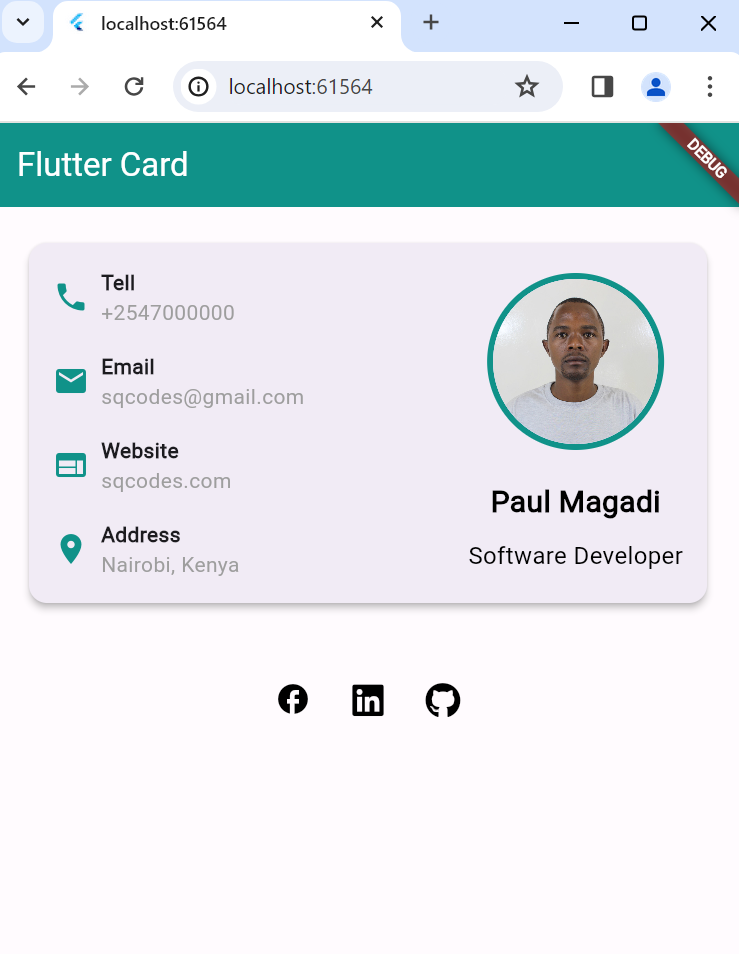 localhost:61564
localhost:61564
Flutter Card
DEBUG
Tell
+2547000000
Email
sqcodes@gmail.com
Website
sqcodes.com
Address
Nairobi, Kenya
Paul Magadi
Software Developer
in